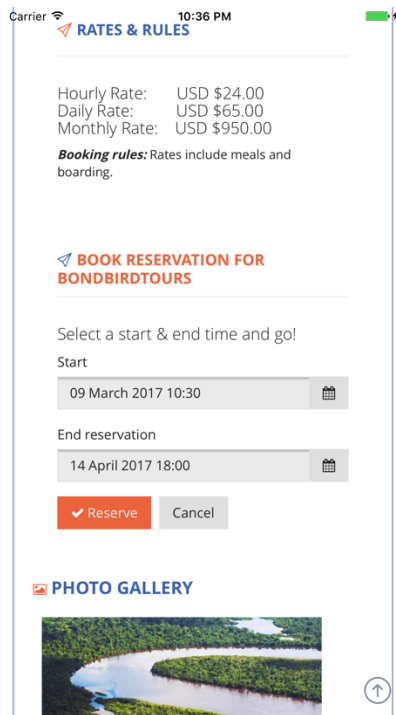 Carrier 10:36 PM
RATES & RULES
Hourly Rate: USD $24.00
Daily Rate: USD $65.00
Monthly Rate: USD $950.00
Booking rules: Rates include meals and
boarding.
BOOK RESERVATION FOR
BONDBIRDTOURS
Select a start & end time and go!
Start
09 March 2017 10:30
End reservation
14 April 2017 18:00
Reserve Cancel
PHOTO GALLERY